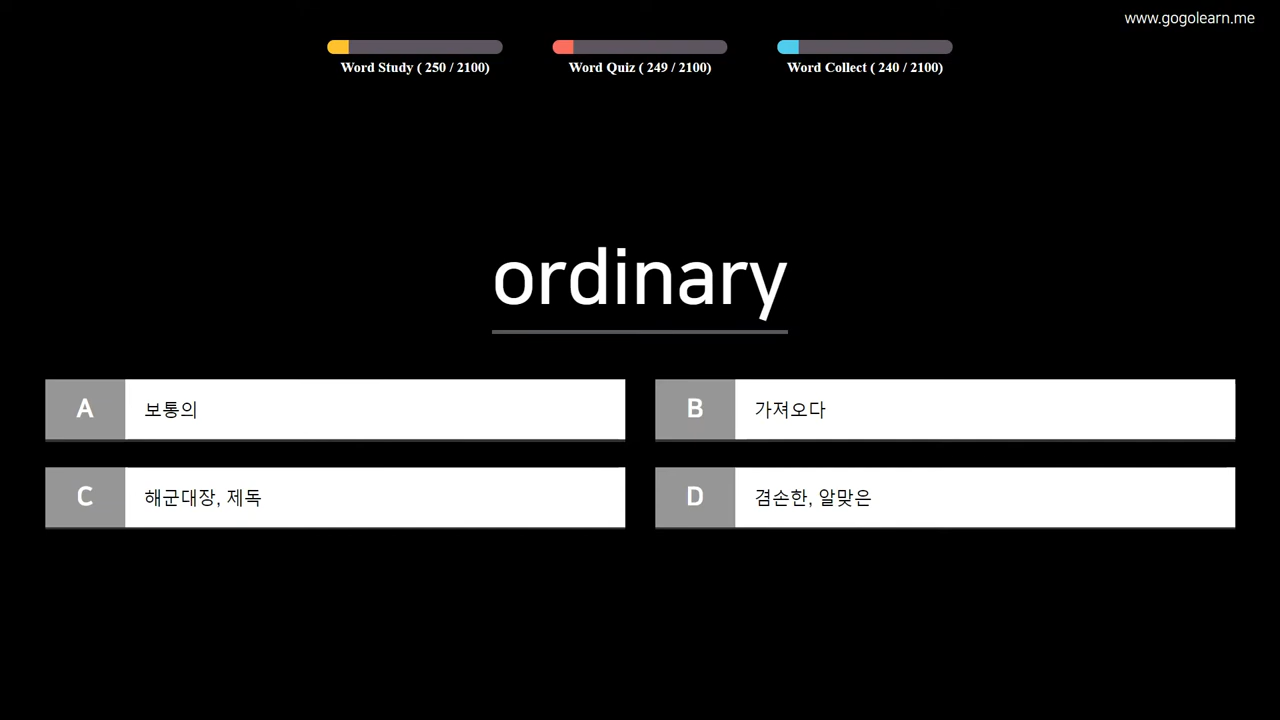 www.gogolearn.me
Word Study ( 250 / 2100)
Word Quiz ( 249 / 2100)
Word Collect ( 240 / 2100)
ordinary
A 보통의
B 가져오다
C 해군대장, 제독
D 겸손한, 알맞은